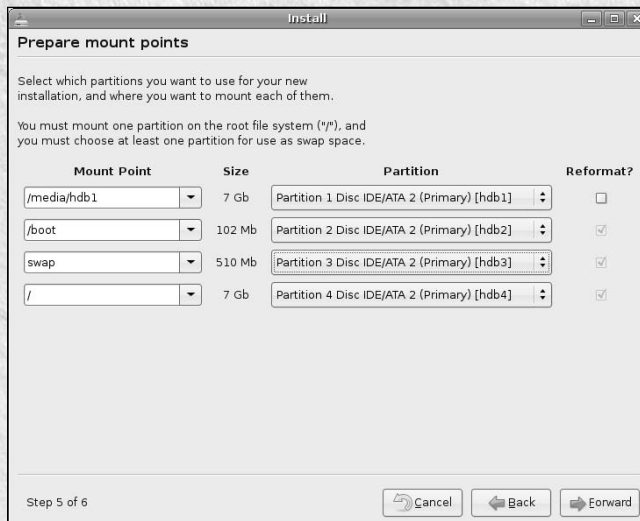 Install
Prepare mount points
Select which partitions you want to use for your new
installation, and where you want to mount each of them.
You must mount one partition on the root file system ("/"), and
you must choose at least one partition for use as swap space.
Mount Point Size Partition Reformat?
/media/hdb1 7 Gb Partition 1 Disc IDE/ATA 2 (Primary) [hdb1]
/boot 102 Mb Partition 2 Disc IDE/ATA 2 (Primary) [hdb2]
swap 510 Mb Partition 3 Disc IDE/ATA 2 (Primary) [hdb3]
/ 7 Gb Partition 4 Disc IDE/ATA 2 (Primary) [hdb4]
Step 5 of 6 Cancel Back Forward